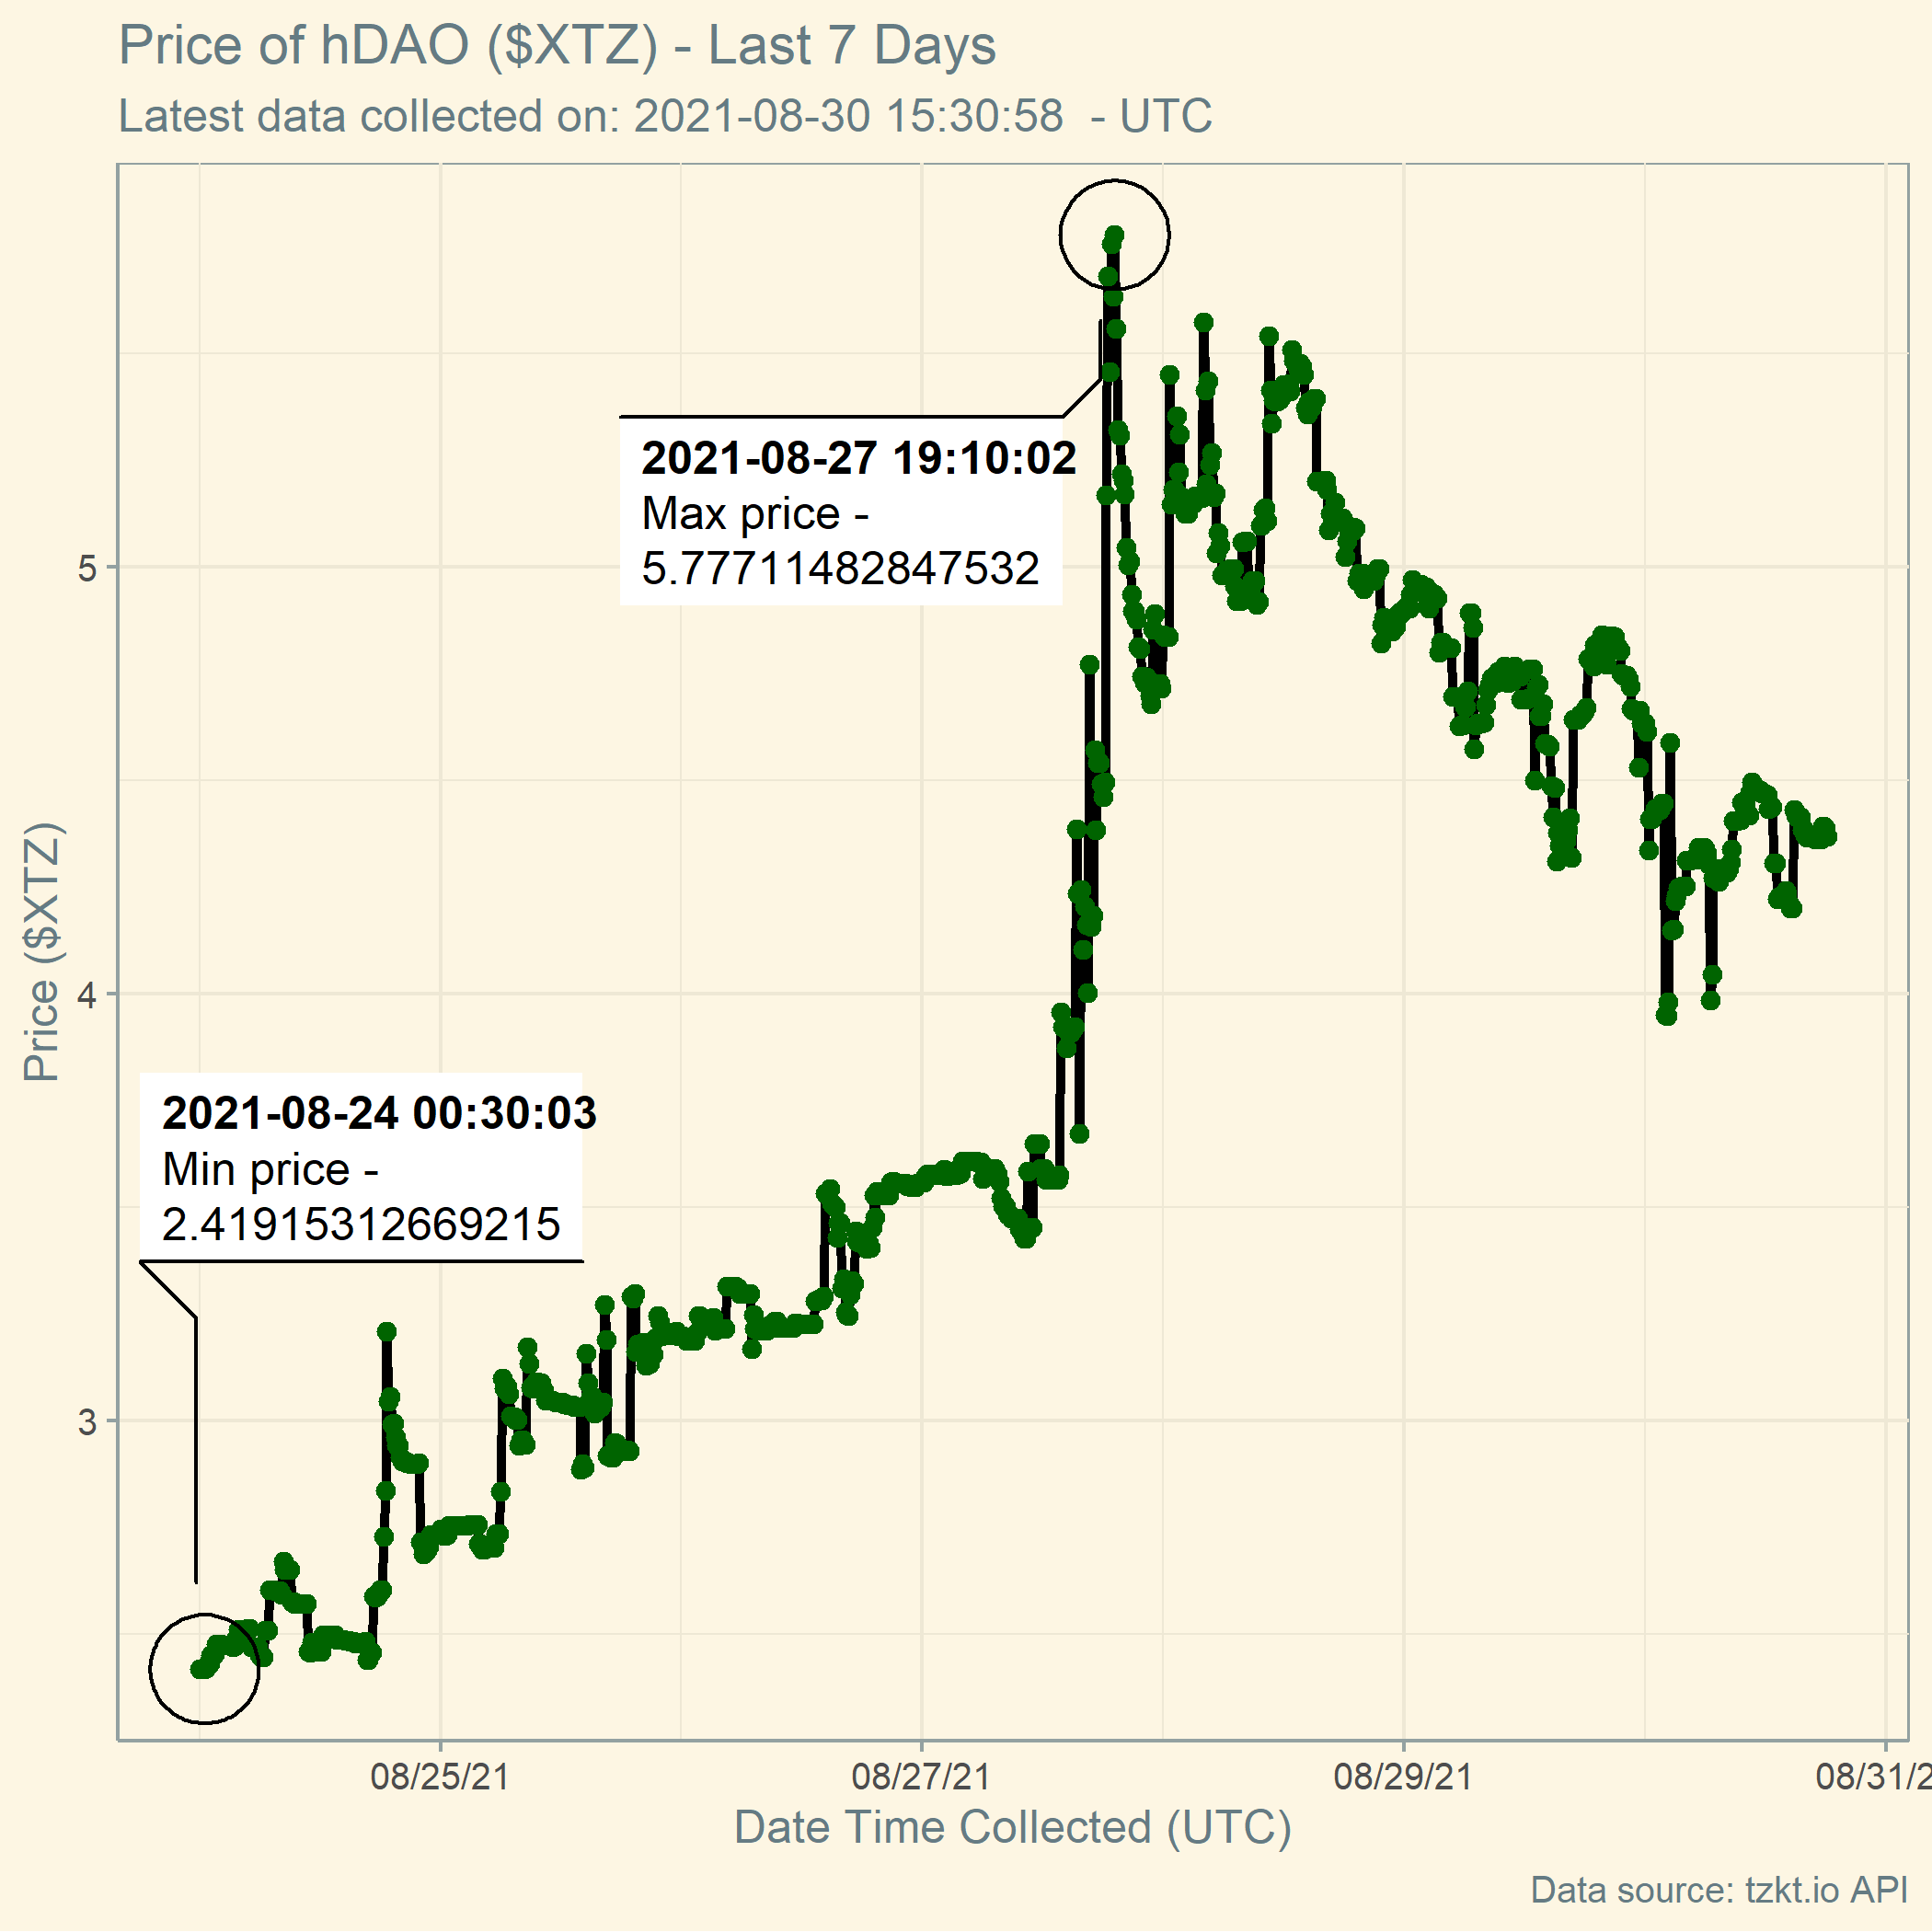 Price of hDAO ($XTZ) - Last 7 Days
Latest data collected on: 2021-08-30 15:30:58  - UTC
2021-08-27 19:10:02
Max price -
5.77711482847532
5
4
3
Price ($XTZ)
2021-08-24 00:30:03
Min price -
2.41915312669215
08/25/21
08/27/21
08/29/21
08/31/2
Date Time Collected (UTC)
Data source: tzkt.io API